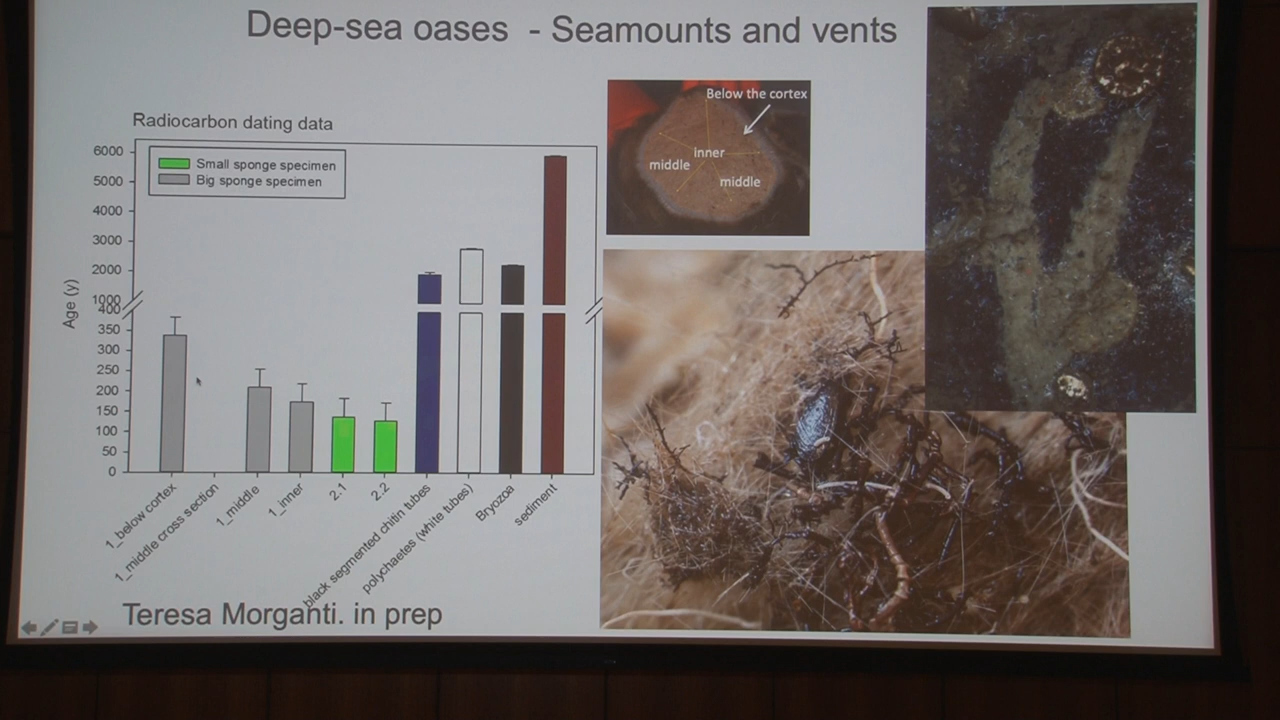 Deep-sea oases - Seamounts and vents
Radiocarbon dating data
Small sponge specimen
Big sponge specimen
Age (y)
6000
5000
4000
3000
2000
1000
400
350
300
250
200
150
100
50
0
1_below cortex
1_middle cross section
1_middle
1_inner
2.1
2.2
black segmented chitin tubes
polychaetes (white tubes)
Bryozoa
sediment
Below the cortex
inner
middle
middle
Teresa Morganti. in prep